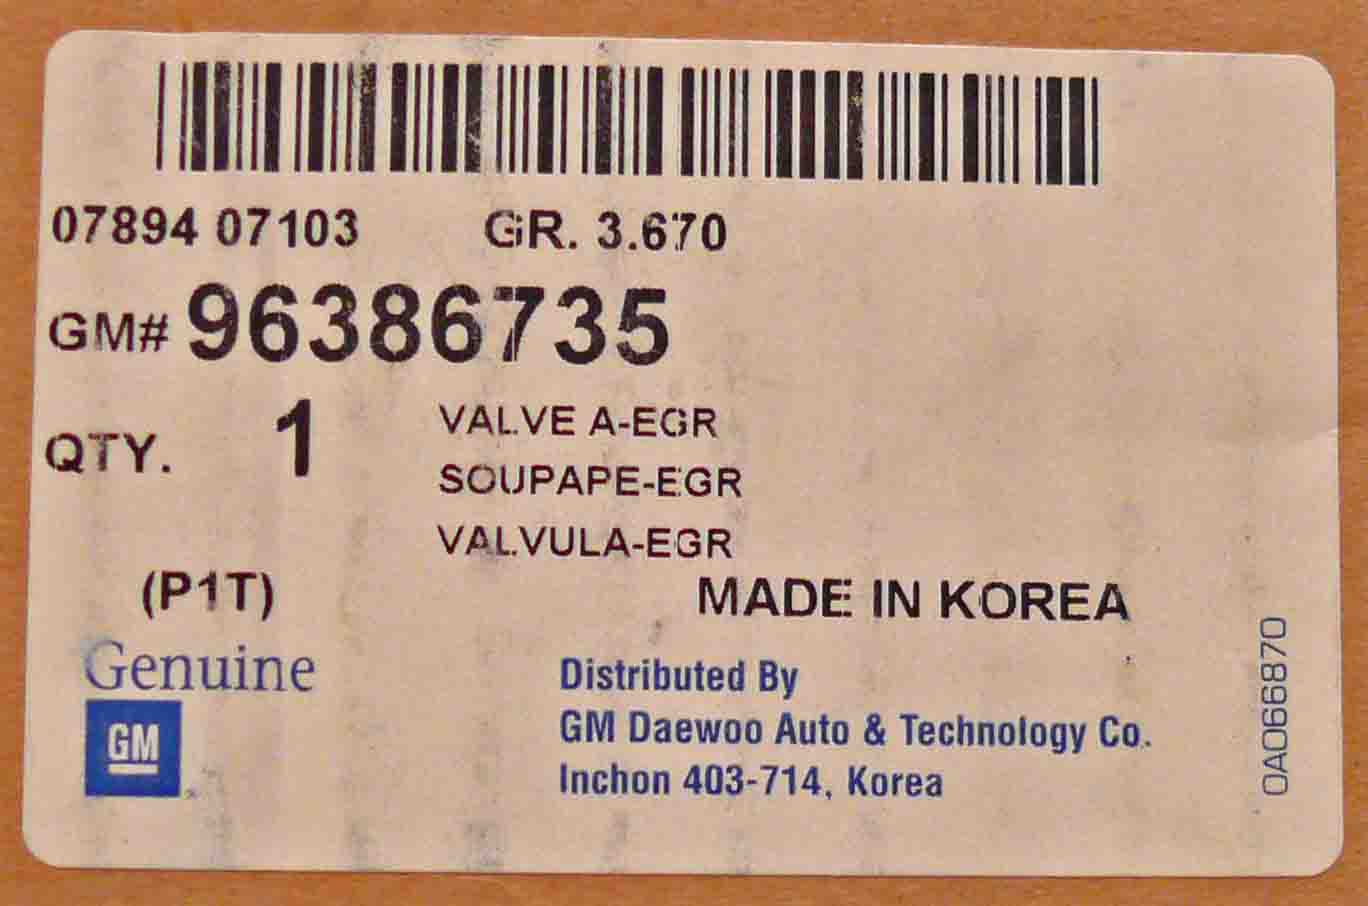 07894 07103 GR. 3.670
GM# 96386735
QTY. 1
VALVE A-EGR
SOUPAPE-EGR
VALVULA-EGR
(P1T)
MADE IN KOREA
Genuine
GM
Distributed By
GM Daewoo Auto & Technology Co.
Inchon 403-714, Korea
0A066870